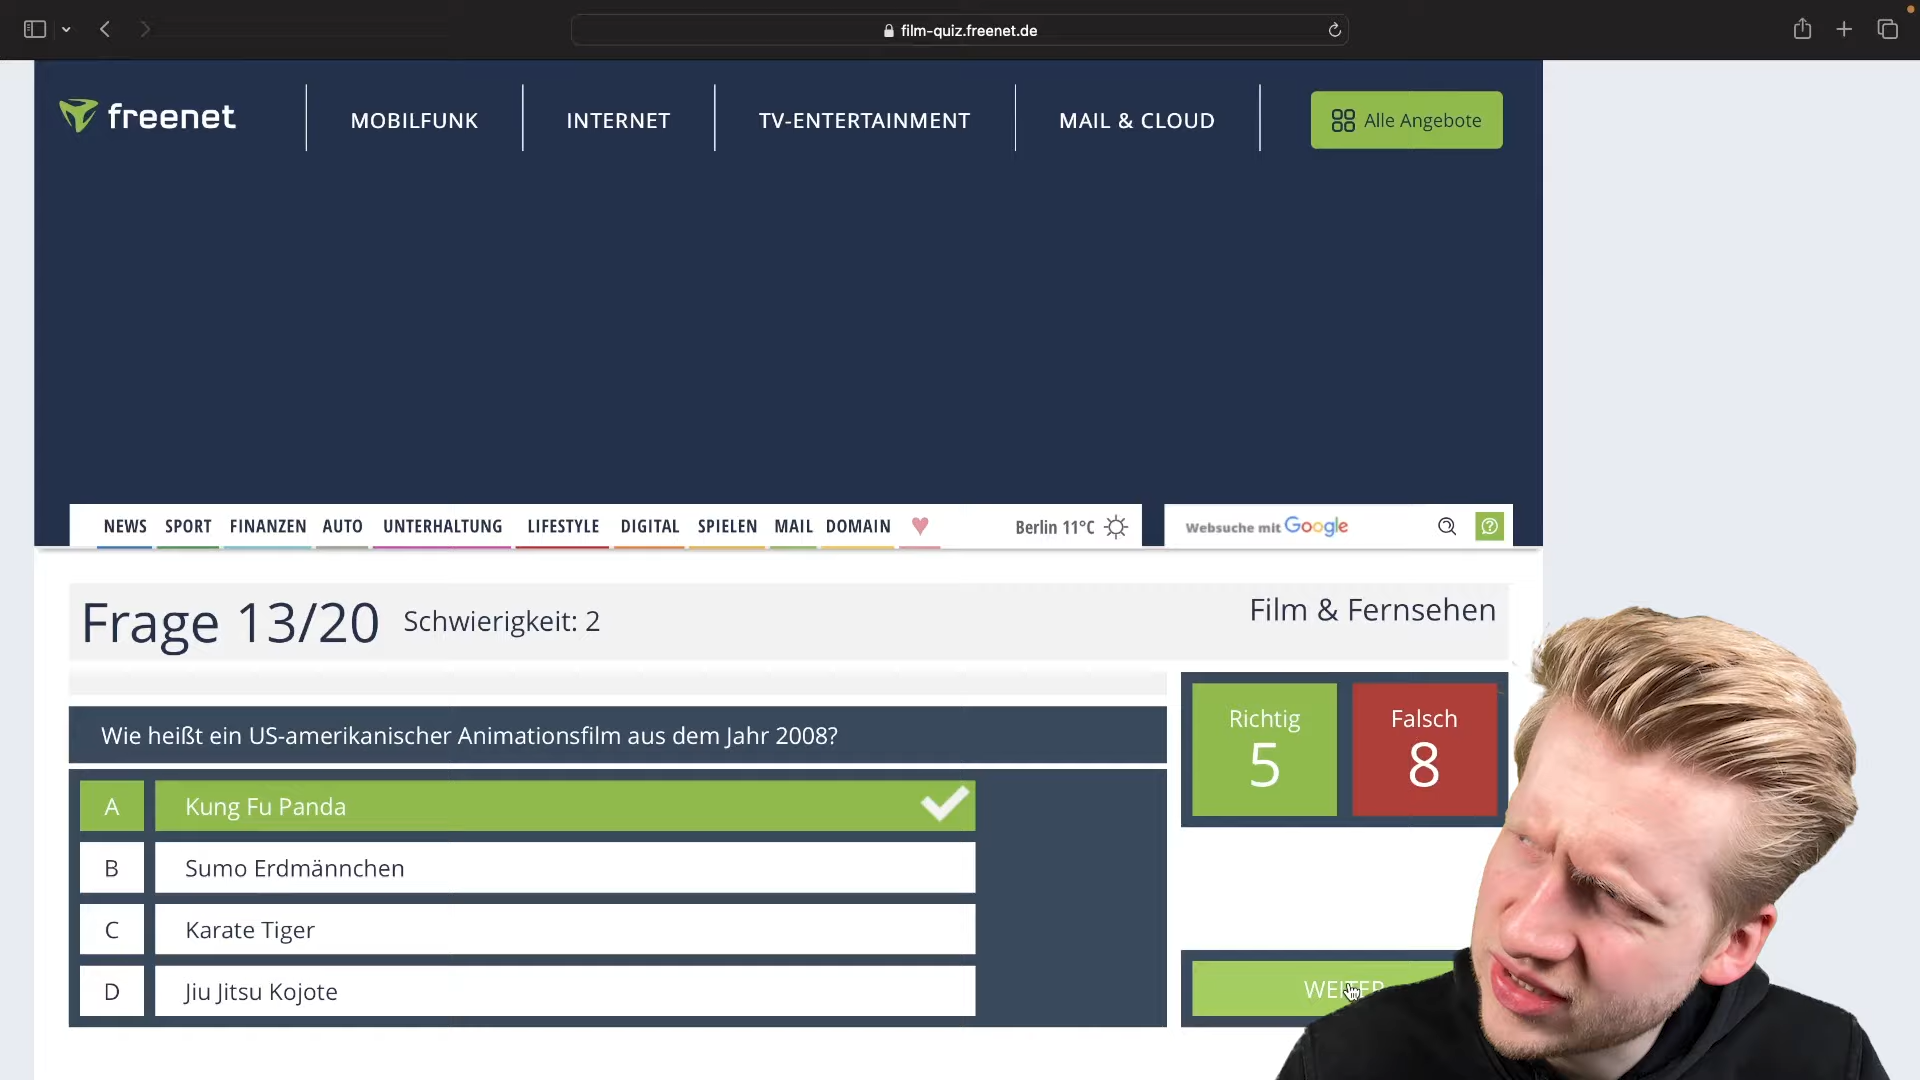 film-quiz.freenet.de
freenet
MOBILFUNK
INTERNET
TV-ENTERTAINMENT
MAIL & CLOUD
Alle Angebote
NEWS SPORT FINANZEN AUTO UNTERHALTUNG LIFESTYLE DIGITAL SPIELEN MAIL DOMAIN
Berlin 11°C
Websuche mit Google
Frage 13/20 Schwierigkeit: 2
Film & Fernsehen
Wie heißt ein US-amerikanischer Animationsfilm aus dem Jahr 2008?
A Kung Fu Panda
B Sumo Erdmännchen
C Karate Tiger
D Jiu Jitsu Kojote
Richtig
5
Falsch
8
WEITER